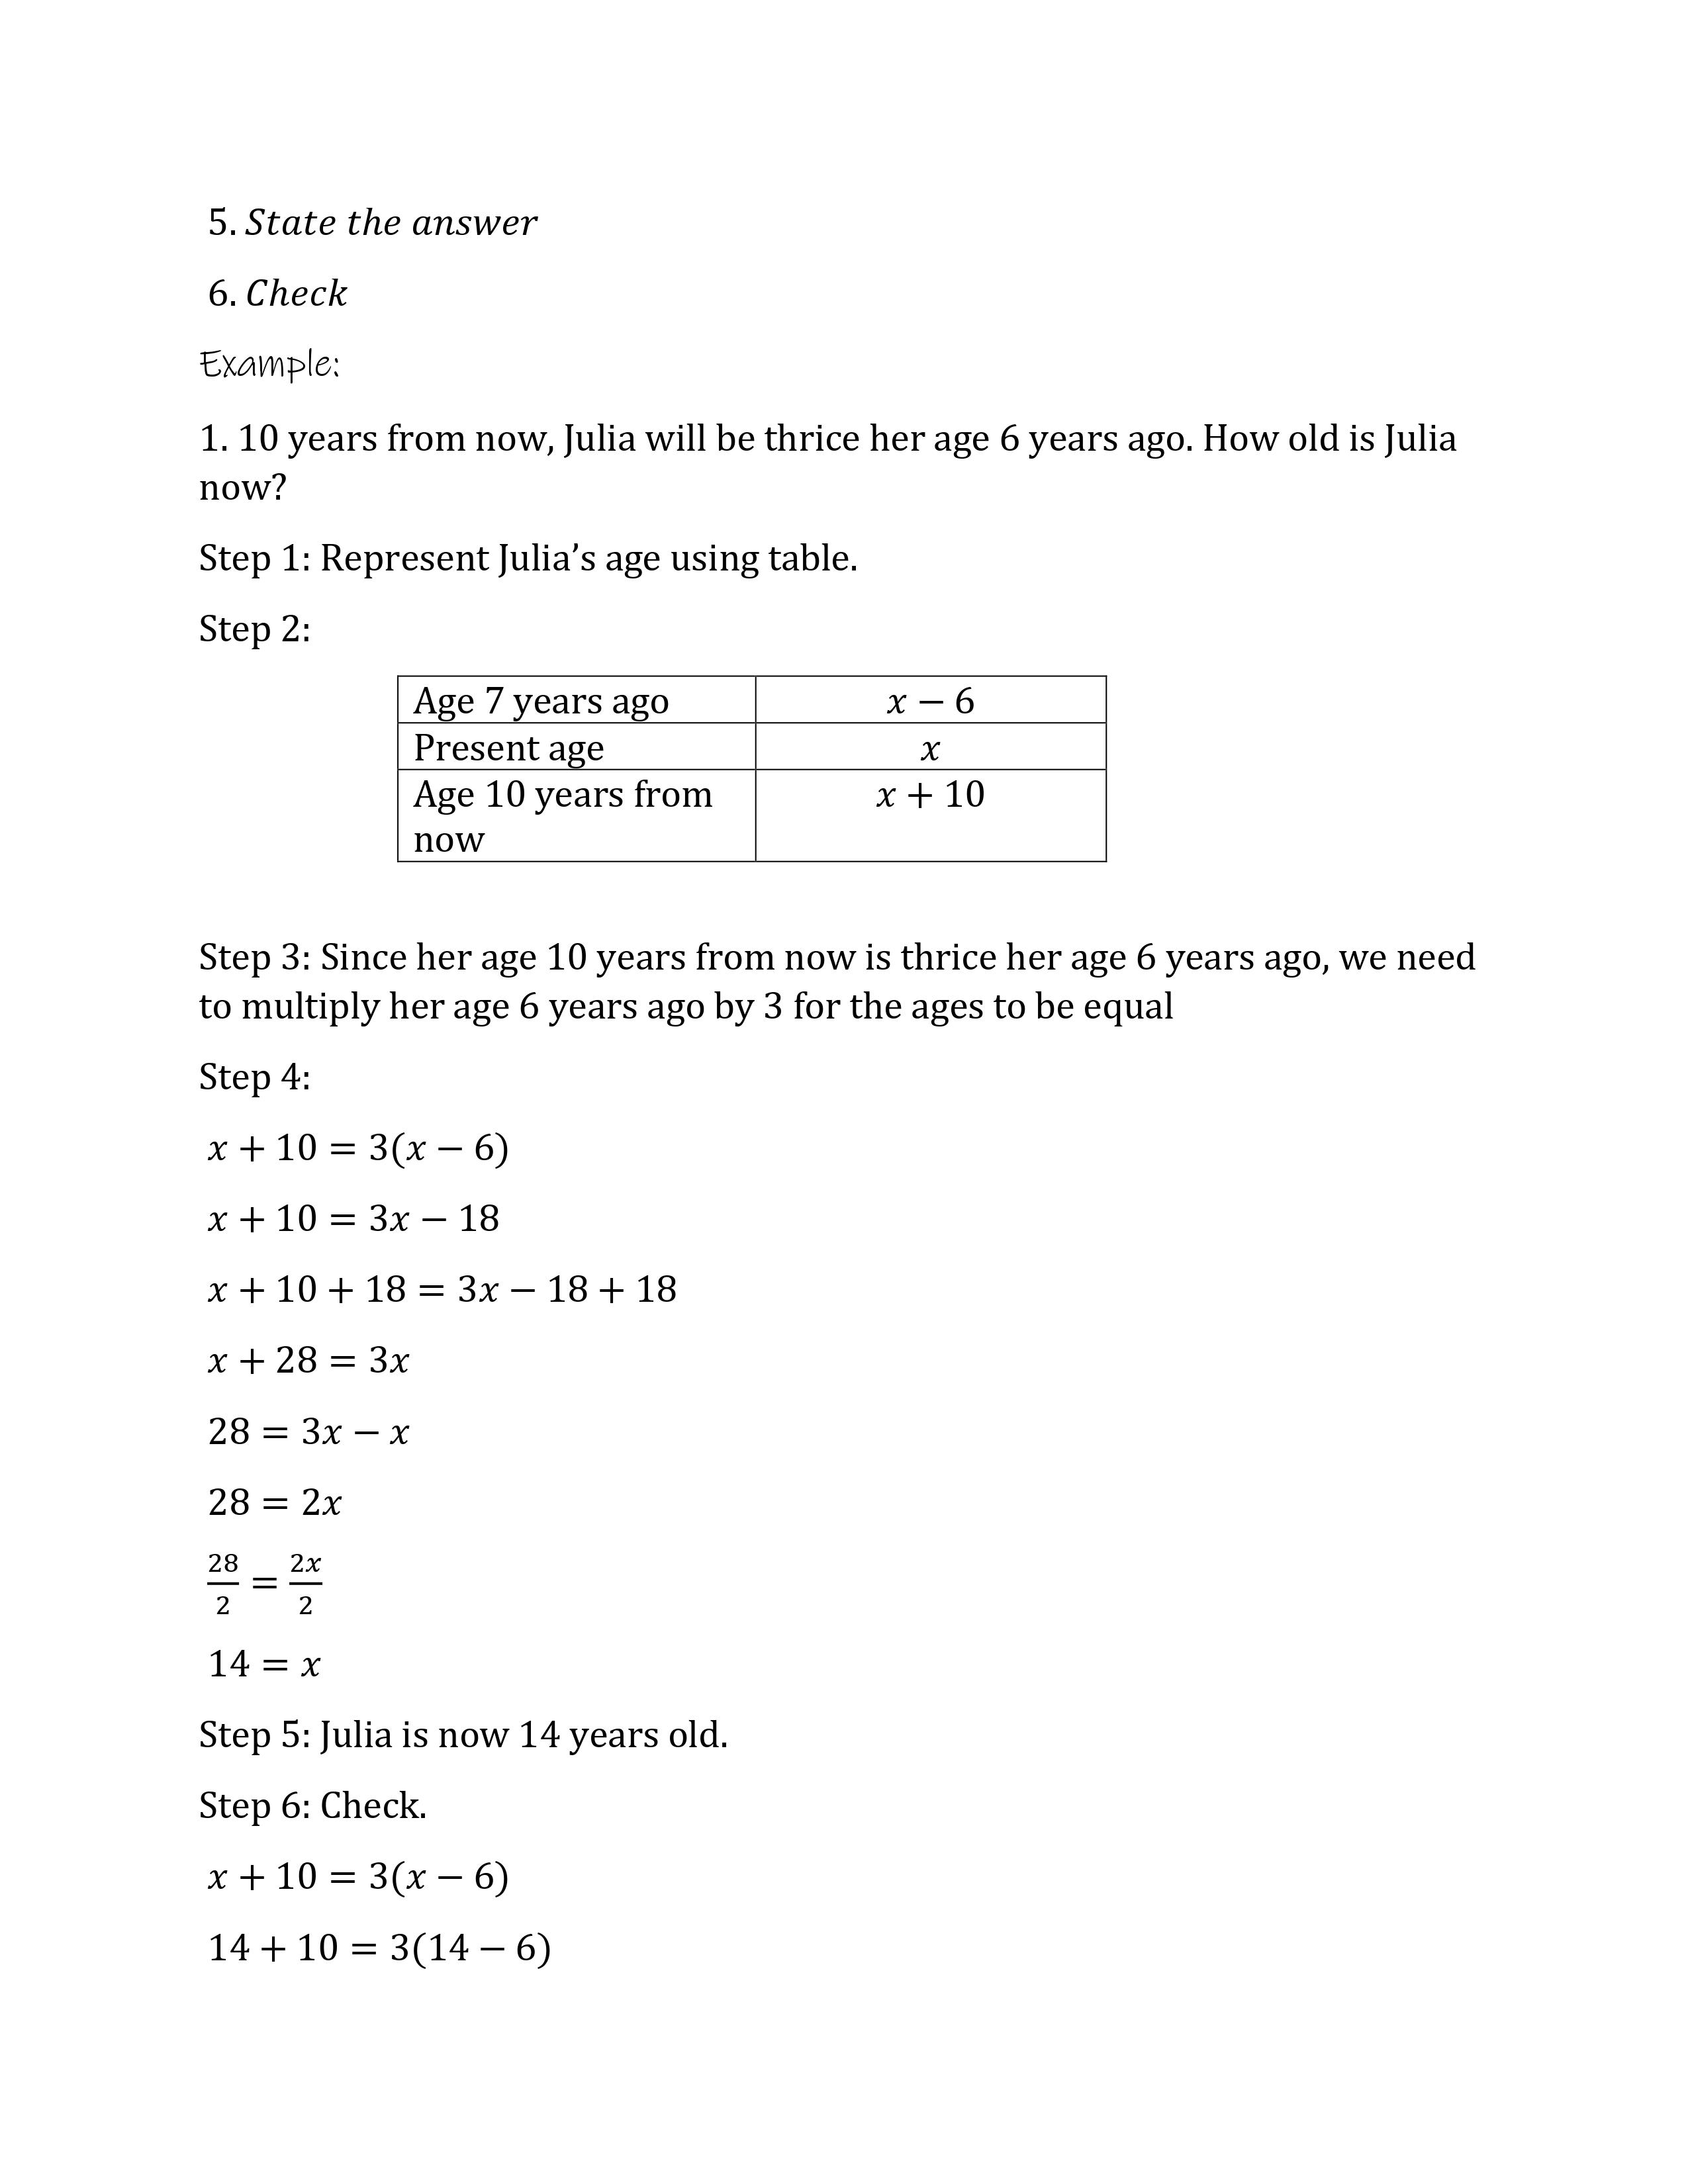 5. State the answer
6. Check
Example:
1. 10 years from now, Julia will be thrice her age 6 years ago. How old is Julia
now?
Step 1: Represent Julia’s age using table.
Step 2:
Age 7 years ago x − 6
Present age x
Age 10 years from x + 10
now
Step 3: Since her age 10 years from now is thrice her age 6 years ago, we need
to multiply her age 6 years ago by 3 for the ages to be equal
Step 4:
x + 10 = 3(x − 6)
x + 10 = 3x − 18
x + 10 + 18 = 3x − 18 + 18
x + 28 = 3x
28 = 3x − x
28 = 2x
28/2 = 2x/2
14 = x
Step 5: Julia is now 14 years old.
Step 6: Check.
x + 10 = 3(x − 6)
14 + 10 = 3(14 − 6)